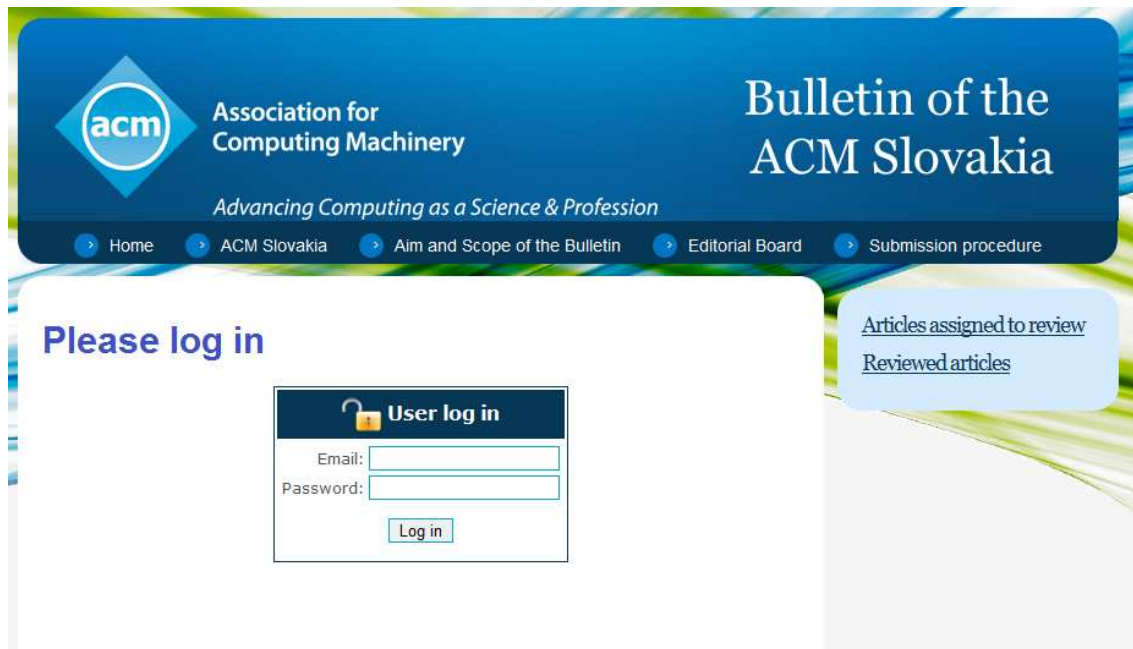 acm
Association for
Computing Machinery
Advancing Computing as a Science & Profession
Bulletin of the
ACM Slovakia
Home ACM Slovakia Aim and Scope of the Bulletin Editorial Board Submission procedure
Please log in
User log in
Email:
Password:
Log in
Articles assigned to review
Reviewed articles